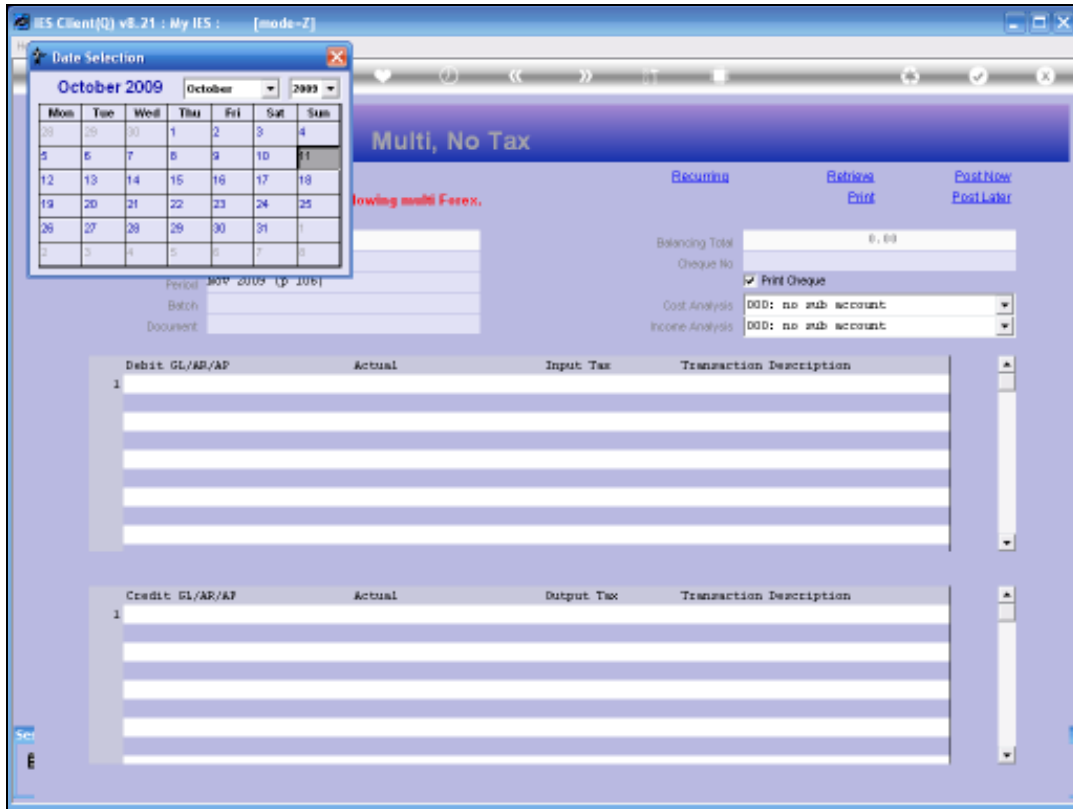 IES Client(Q) v8.21 : My IES : [mode=Z]
Date Selection
October 2009 October 2009
Mon Tue Wed Thu Fri Sat Sun
28 29 30 1 2 3 4
5 6 7 8 9 10 11
12 13 14 15 16 17 18
19 20 21 22 23 24 25
26 27 28 29 30 31 1
2 3 4 5 6 7 8
Multi, No Tax
Recurring Retrieve Post Now
lowing multi Forex. Print Post Later
Balancing Total 0.00
Cheque No
Period Nov 2009 (p 106) Print Cheque
Batch Cost Analysis 000: no sub account
Document Income Analysis 000: no sub account
Debit GL/AR/AP Actual Input Tax Transaction Description
1
Credit GL/AR/AP Actual Output Tax Transaction Description
1